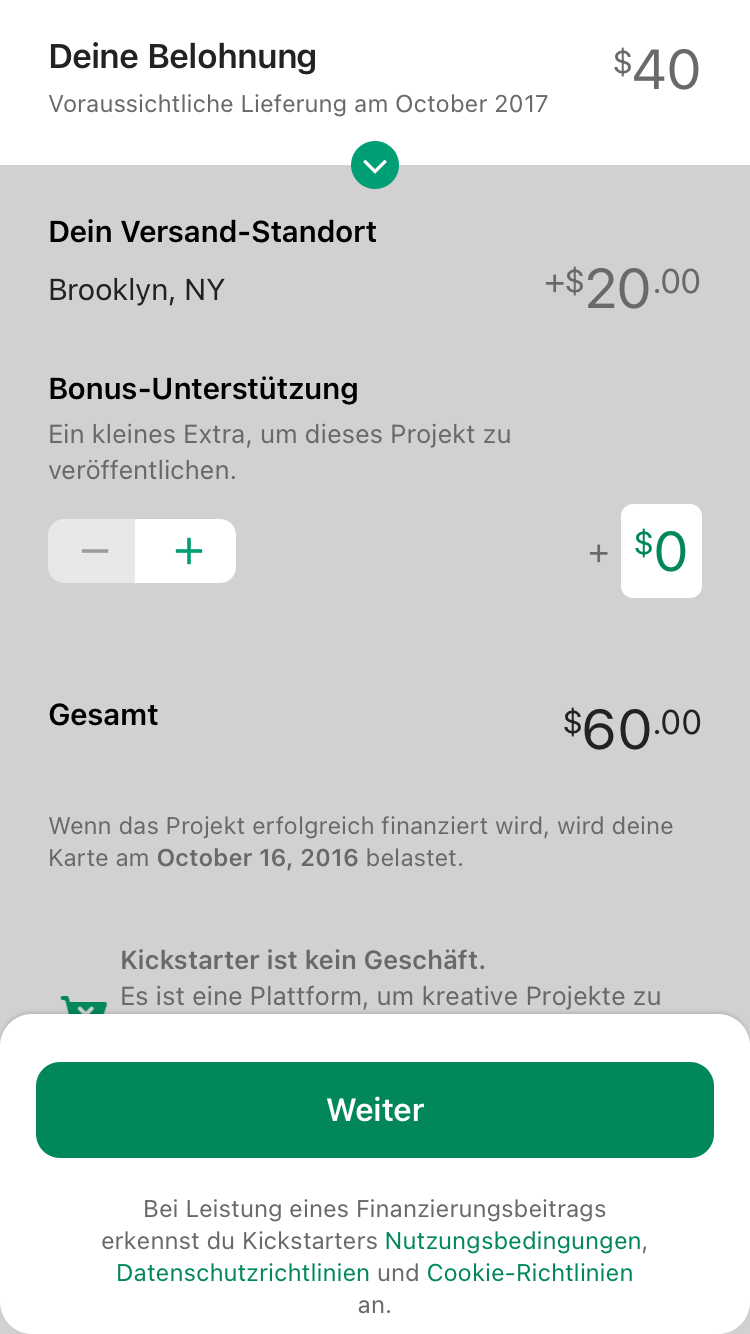 Deine Belohnung
$40
Voraussichtliche Lieferung am October 2017
Dein Versand-Standort
Brooklyn, NY
+$20.00
Bonus-Unterstützung
Ein kleines Extra, um dieses Projekt zu
veröffentlichen.
− +
+ $0
Gesamt
$60.00
Wenn das Projekt erfolgreich finanziert wird, wird deine
Karte am October 16, 2016 belastet.
Kickstarter ist kein Geschäft.
Es ist eine Plattform, um kreative Projekte zu
Weiter
Bei Leistung eines Finanzierungsbeitrags
erkennst du Kickstarters Nutzungsbedingungen,
Datenschutzrichtlinien und Cookie-Richtlinien
an.